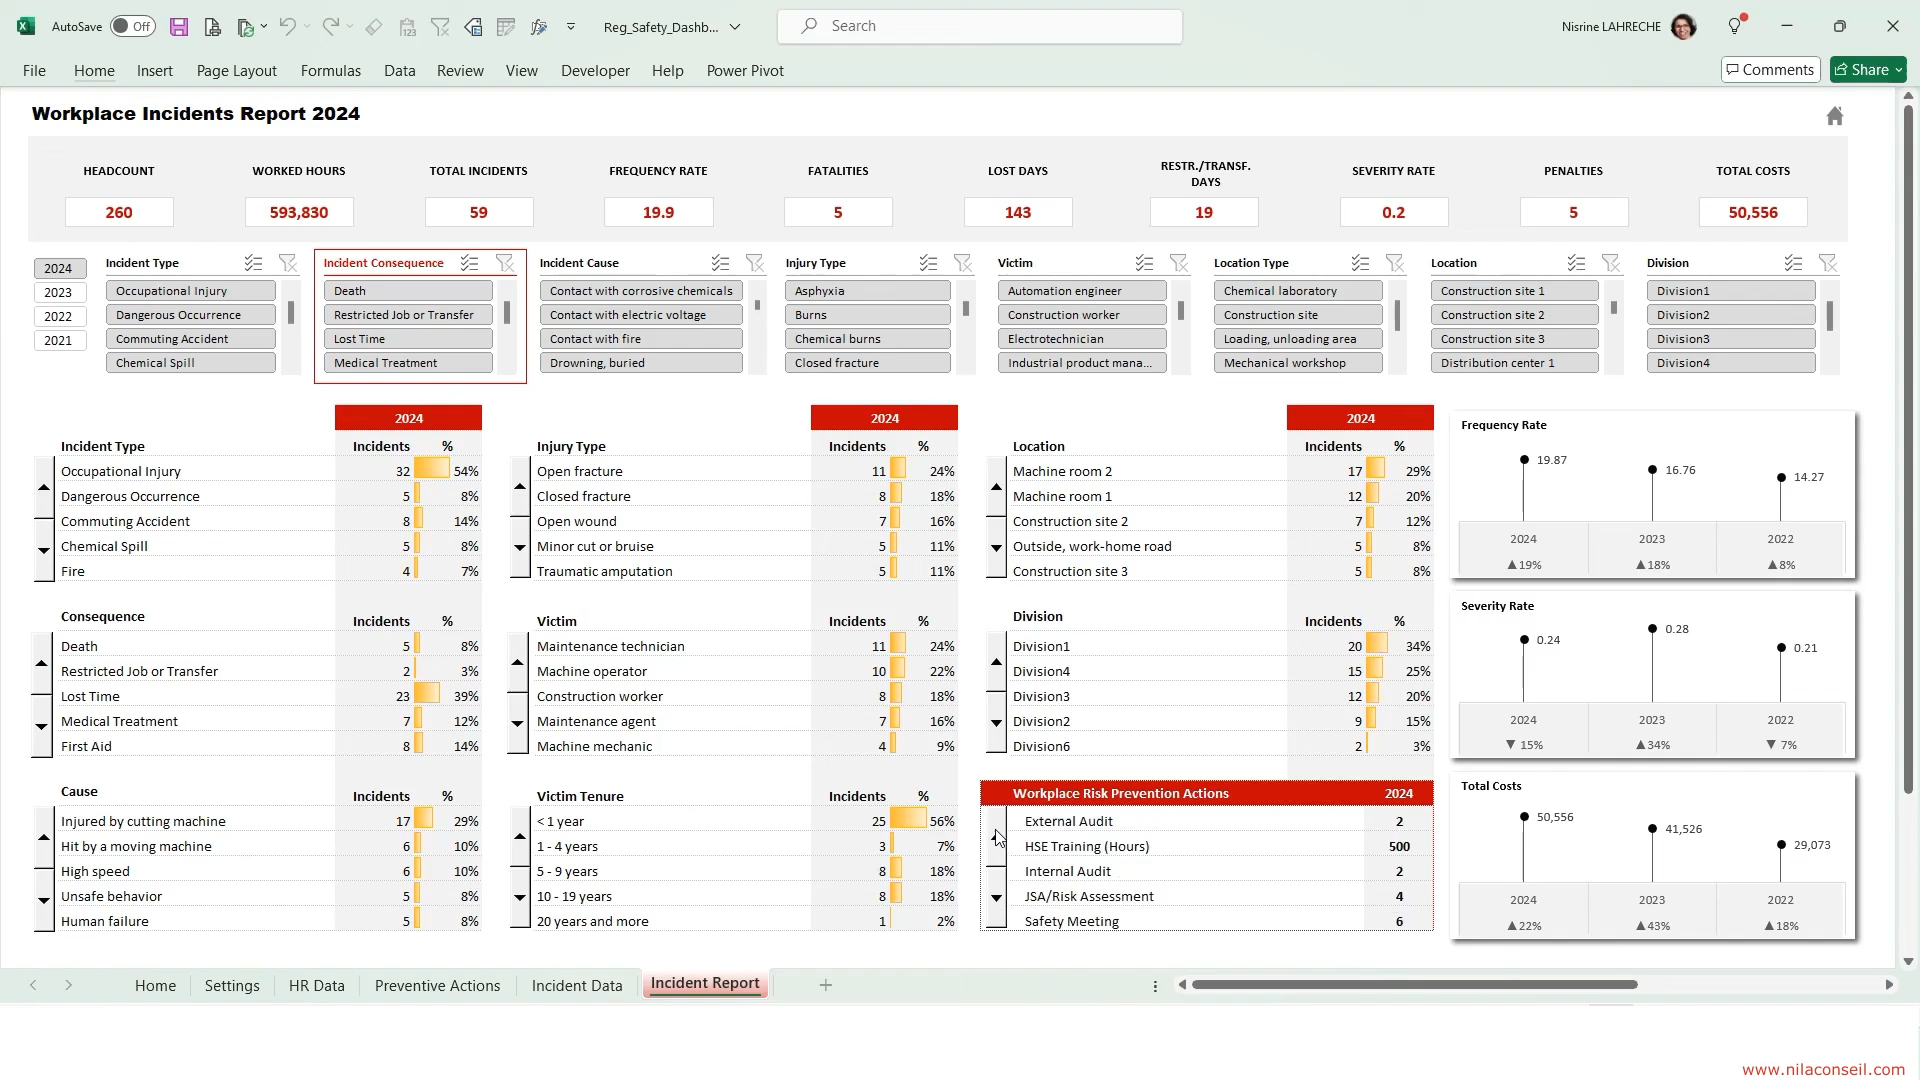 AutoSave Off Reg_Safety_Dashb... Search Nisrine LAHRECHE
File Home Insert Page Layout Formulas Data Review View Developer Help Power Pivot Comments Share
Workplace Incidents Report 2024
HEADCOUNT WORKED HOURS TOTAL INCIDENTS FREQUENCY RATE FATALITIES LOST DAYS RESTR./TRANSF. DAYS SEVERITY RATE PENALTIES TOTAL COSTS
260 593,830 59 19.9 5 143 19 0.2 5 50,556
2024
2023
2022
2021
Incident Type
Occupational Injury
Dangerous Occurrence
Commuting Accident
Chemical Spill
Incident Consequence
Death
Restricted Job or Transfer
Lost Time
Medical Treatment
Incident Cause
Contact with corrosive chemicals
Contact with electric voltage
Contact with fire
Drowning, buried
Injury Type
Asphyxia
Burns
Chemical burns
Closed fracture
Victim
Automation engineer
Construction worker
Electrotechnician
Industrial product mana...
Location Type
Chemical laboratory
Construction site
Loading, unloading area
Mechanical workshop
Location
Construction site 1
Construction site 2
Construction site 3
Distribution center 1
Division
Division1
Division2
Division3
Division4
2024
Incident Type Incidents %
Occupational Injury 32 54%
Dangerous Occurrence 5 8%
Commuting Accident 8 14%
Chemical Spill 5 8%
Fire 4 7%
Consequence Incidents %
Death 5 8%
Restricted Job or Transfer 2 3%
Lost Time 23 39%
Medical Treatment 7 12%
First Aid 8 14%
Cause Incidents %
Injured by cutting machine 17 29%
Hit by a moving machine 6 10%
High speed 6 10%
Unsafe behavior 5 8%
Human failure 5 8%
2024
Injury Type Incidents %
Open fracture 11 24%
Closed fracture 8 18%
Open wound 7 16%
Minor cut or bruise 5 11%
Traumatic amputation 5 11%
Victim Incidents %
Maintenance technician 11 24%
Machine operator 10 22%
Construction worker 8 18%
Maintenance agent 7 16%
Machine mechanic 4 9%
Victim Tenure Incidents %
< 1 year 25 56%
1 - 4 years 3 7%
5 - 9 years 8 18%
10 - 19 years 8 18%
20 years and more 1 2%
2024
Location Incidents %
Machine room 2 17 29%
Machine room 1 12 20%
Construction site 2 7 12%
Outside, work-home road 5 8%
Construction site 3 5 8%
Division Incidents %
Division1 20 34%
Division4 15 25%
Division3 12 20%
Division2 9 15%
Division6 2 3%
Workplace Risk Prevention Actions 2024
External Audit 2
HSE Training (Hours) 500
Internal Audit 2
JSA/Risk Assessment 4
Safety Meeting 6
Frequency Rate
19.87 16.76 14.27
2024 2023 2022
▲19% ▲18% ▲8%
Severity Rate
0.24 0.28 0.21
2024 2023 2022
▼ 15% ▲34% ▼ 7%
Total Costs
50,556 41,526 29,073
2024 2023 2022
▲22% ▲43% ▲18%
Home Settings HR Data Preventive Actions Incident Data Incident Report
www.nilaconseil.com